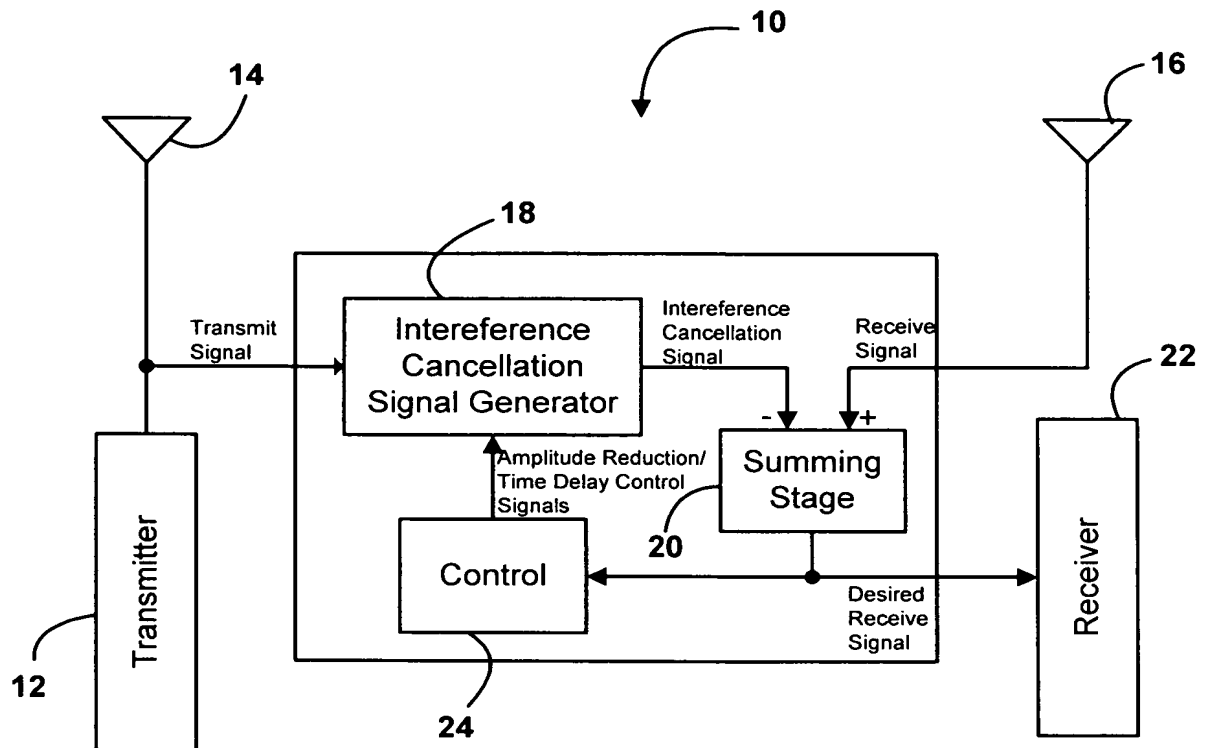 10
14
16
18
Transmit
Signal
Intereference
Cancellation
Signal Generator
Intereference
Cancellation
Signal
Receive
Signal
22
-
+
Amplitude Reduction/
Time Delay Control
Signals
Summing
Stage
20
Control
Desired
Receive
Signal
Transmitter
Receiver
12
24